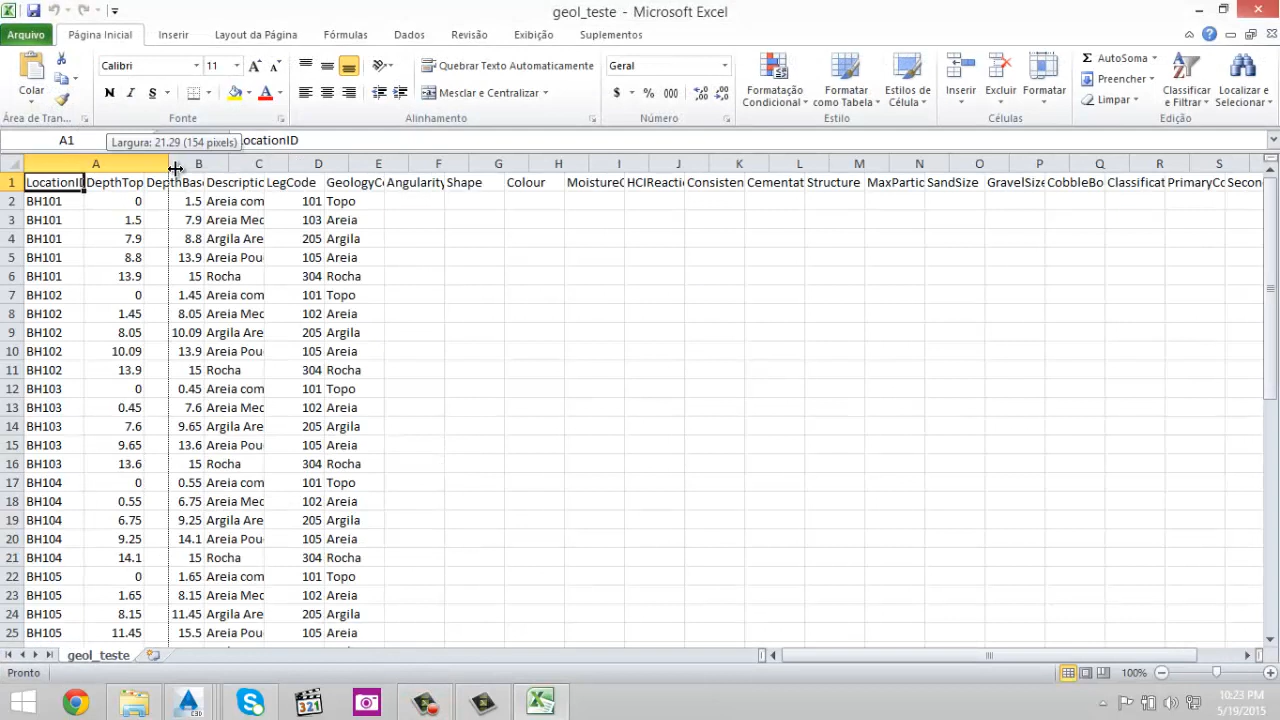 geol_teste - Microsoft Excel
Arquivo Página Inicial Inserir Layout da Página Fórmulas Dados Revisão Exibição Suplementos
Colar
Calibri 11
N I S
Quebrar Texto Automaticamente
Mesclar e Centralizar
Geral
$ % 000
Formatação Condicional
Formatar como Tabela
Estilos de Célula
Inserir Excluir Formatar
AutoSoma
Preencher
Limpar
Classificar e Filtrar
Localizar e Selecionar
Área de Tran... Fonte Alinhamento Número Estilo Células Edição
A1 Largura: 21.29 (154 pixels) ocationID
A B C D E F G H I J K L M N O P Q R S
1 LocationID DepthTop DepthBase Descriptic LegCode GeologyCo Angularity Shape Colour MoistureC HClReactio Consisten Cementat Structure MaxPartic SandSize GravelSize CobbleBo Classificat PrimaryCo Secon
2 BH101 0 1.5 Areia com 101 Topo
3 BH101 1.5 7.9 Areia Med 103 Areia
4 BH101 7.9 8.8 Argila Are 205 Argila
5 BH101 8.8 13.9 Areia Pou 105 Areia
6 BH101 13.9 15 Rocha 304 Rocha
7 BH102 0 1.45 Areia com 101 Topo
8 BH102 1.45 8.05 Areia Med 102 Areia
9 BH102 8.05 10.09 Argila Are 205 Argila
10 BH102 10.09 13.9 Areia Pou 105 Areia
11 BH102 13.9 15 Rocha 304 Rocha
12 BH103 0 0.45 Areia com 101 Topo
13 BH103 0.45 7.6 Areia Med 102 Areia
14 BH103 7.6 9.65 Argila Are 205 Argila
15 BH103 9.65 13.6 Areia Pou 105 Areia
16 BH103 13.6 15 Rocha 304 Rocha
17 BH104 0 0.55 Areia com 101 Topo
18 BH104 0.55 6.75 Areia Med 102 Areia
19 BH104 6.75 9.25 Argila Are 205 Argila
20 BH104 9.25 14.1 Areia Pou 105 Areia
21 BH104 14.1 15 Rocha 304 Rocha
22 BH105 0 1.65 Areia com 101 Topo
23 BH105 1.65 8.15 Areia Med 102 Areia
24 BH105 8.15 11.45 Argila Are 205 Argila
25 BH105 11.45 15.5 Areia Pou 105 Areia
geol_teste
Pronto 100%
10:23 PM
5/19/2015